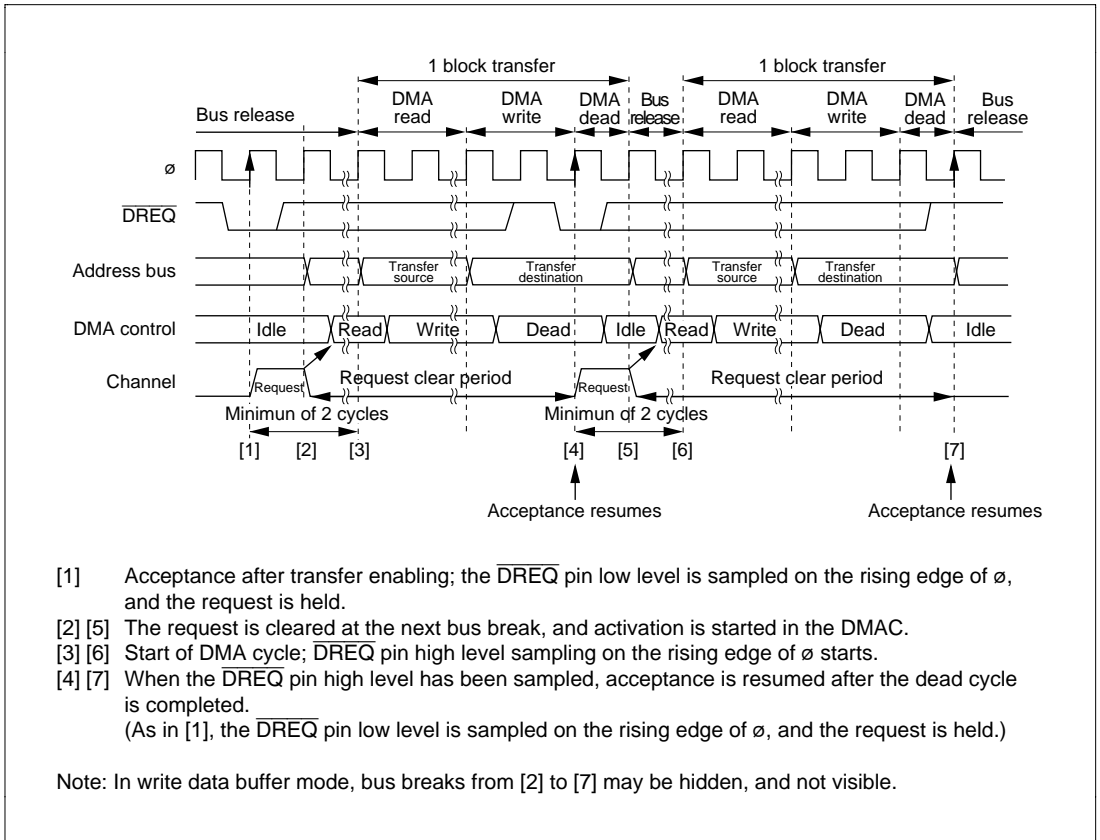 1 block transfer 1 block transfer
Bus release DMA read DMA write DMA dead Bus release DMA read DMA write DMA dead Bus release
ø
DREQ
Address bus Transfer source Transfer destination Transfer source Transfer destination
DMA control Idle Read Write Dead Idle Read Write Dead Idle
Channel Request Request clear period Request Request clear period
Minimun of 2 cycles Minimun of 2 cycles
[1] [2] [3] [4] [5] [6] [7]
Acceptance resumes Acceptance resumes
[1] Acceptance after transfer enabling; the DREQ pin low level is sampled on the rising edge of ø,
and the request is held.
[2] [5] The request is cleared at the next bus break, and activation is started in the DMAC.
[3] [6] Start of DMA cycle; DREQ pin high level sampling on the rising edge of ø starts.
[4] [7] When the DREQ pin high level has been sampled, acceptance is resumed after the dead cycle
is completed.
(As in [1], the DREQ pin low level is sampled on the rising edge of ø, and the request is held.)
Note: In write data buffer mode, bus breaks from [2] to [7] may be hidden, and not visible.